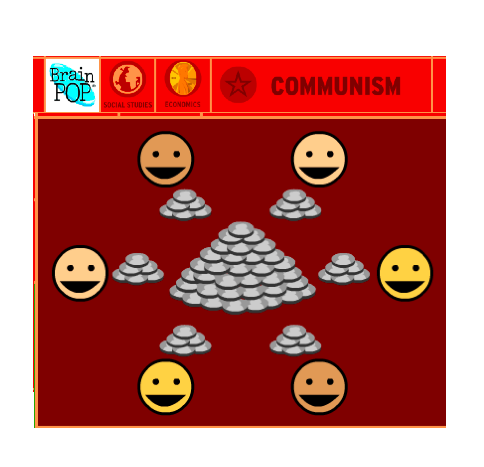 Brain
POP
SOCIAL STUDIES
ECONOMICS
COMMUNISM